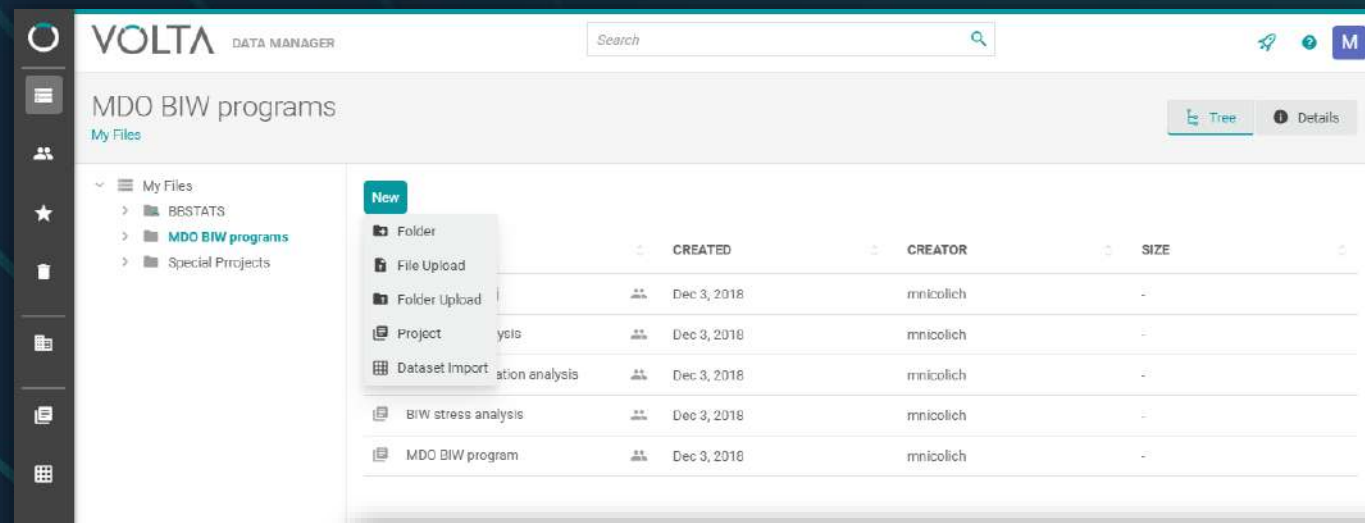 VOLTA DATA MANAGER
Search
M
MDO BIW programs
My Files
Tree
Details
My Files
BBSTATS
MDO BIW programs
Special Prrojects
New
Folder
File Upload
Folder Upload
Project
Dataset Import
CREATED CREATOR SIZE
Dec 3, 2018 mnicolich -
ysis Dec 3, 2018 mnicolich -
ation analysis Dec 3, 2018 mnicolich -
BIW stress analysis Dec 3, 2018 mnicolich -
MDO BIW program Dec 3, 2018 mnicolich -